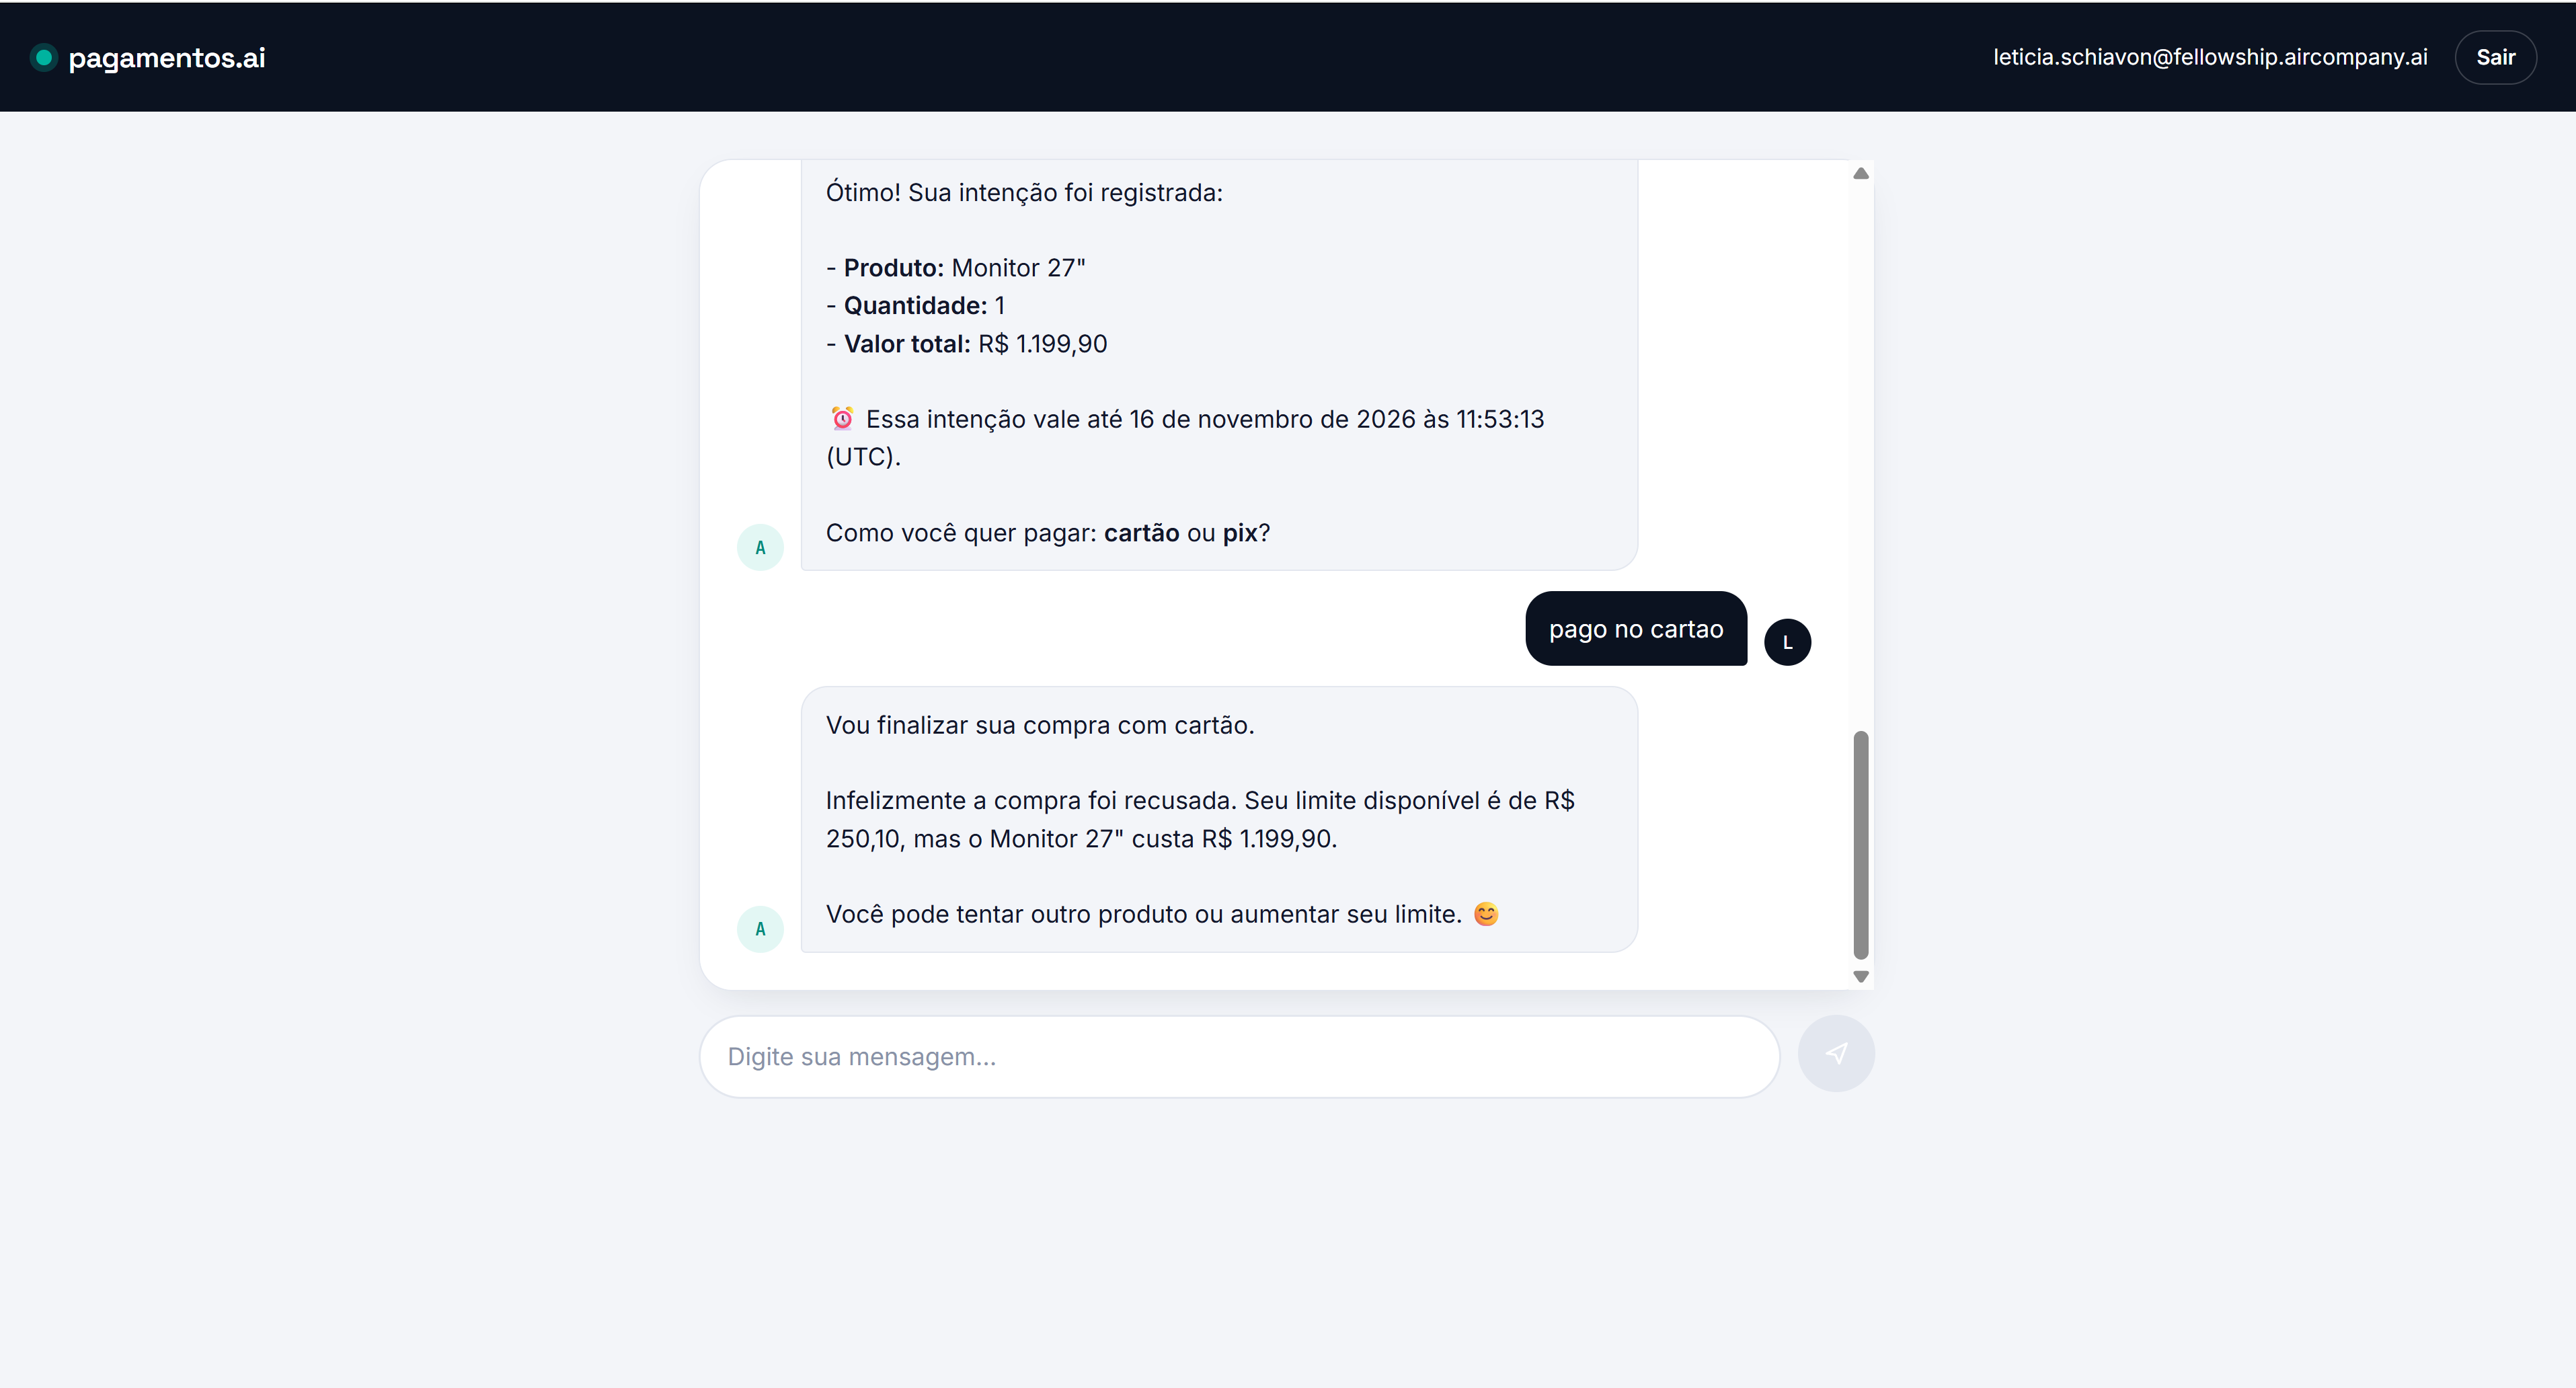 pagamentos.ai
leticia.schiavon@fellowship.aircompany.ai
Sair
Ótimo! Sua intenção foi registrada:
- Produto: Monitor 27"
- Quantidade: 1
- Valor total: R$ 1.199,90
⏰ Essa intenção vale até 16 de novembro de 2026 às 11:53:13
(UTC).
Como você quer pagar: cartão ou pix?
A
pago no cartao
L
Vou finalizar sua compra com cartão.
Infelizmente a compra foi recusada. Seu limite disponível é de R$
250,10, mas o Monitor 27" custa R$ 1.199,90.
Você pode tentar outro produto ou aumentar seu limite. 😊
A
Digite sua mensagem...